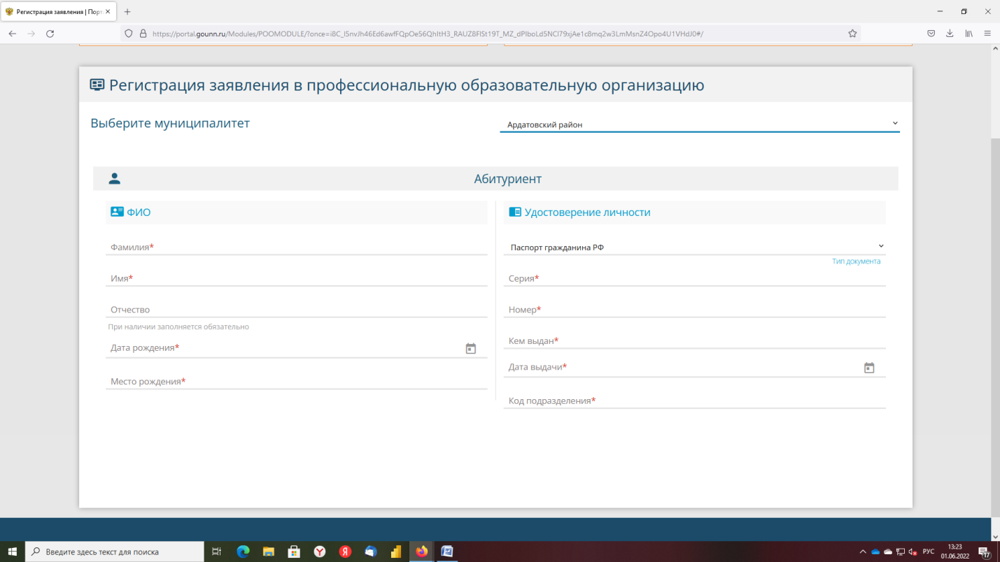 Регистрация заявления | Порт
https://portal.gounn.ru/Modules/POOMODULE/?once=i8C_l5nvJh46Ed6awfFQpOe56QhItH3_RAUZ8FlSt19T_MZ_dPIboLd5NCl79xjAe1c8mq2w3LmMsnZ4Opo4U1VHdJ0#/
Регистрация заявления в профессиональную образовательную организацию
Выберите муниципалитет
Ардатовский район
Абитуриент
ФИО
Удостоверение личности
Фамилия*
Паспорт гражданина РФ
Тип документа
Имя*
Серия*
Отчество
Номер*
При наличии заполняется обязательно
Кем выдан*
Дата рождения*
Дата выдачи*
Место рождения*
Код подразделения*
Введите здесь текст для поиска
РУС
13:23
01.06.2022
17